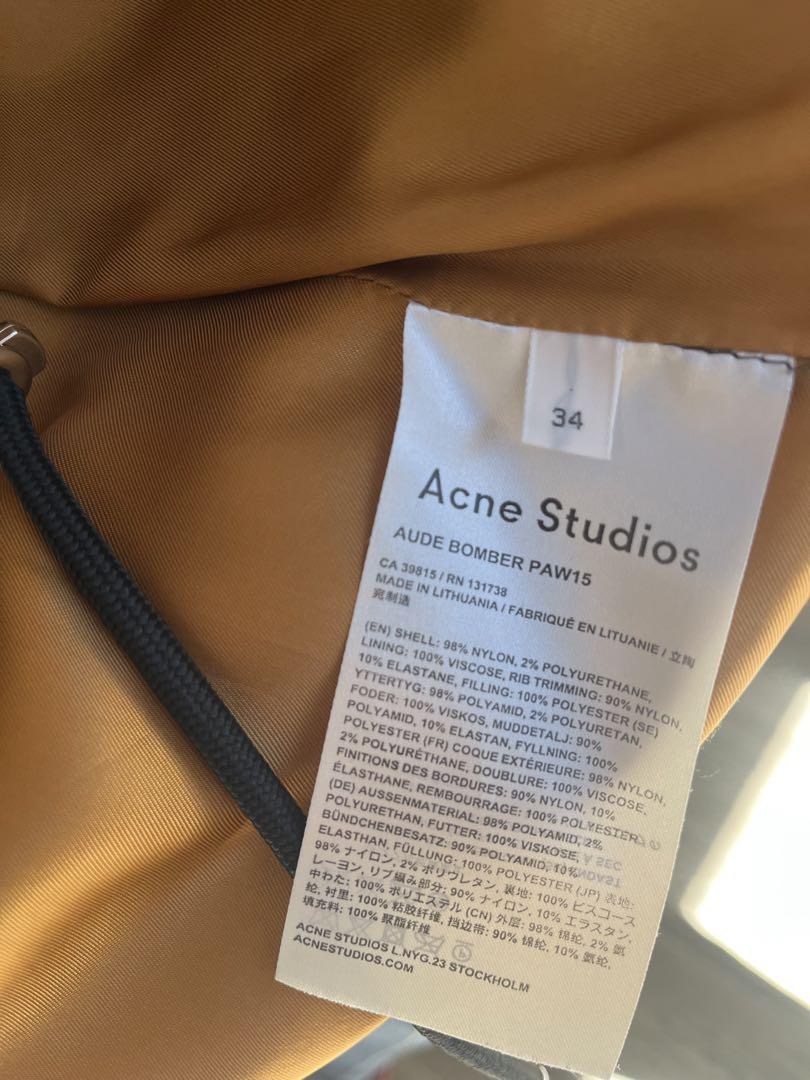 34
Acne Studios
AUDE BOMBER PAW15
CA 39815 / RN 131738
MADE IN LITHUANIA / FABRIQUÉ EN LITUANIE / 立陶
宛制造
(EN) SHELL: 98% NYLON, 2% POLYURETHANE,
LINING: 100% VISCOSE, RIB TRIMMING: 90% NYLON,
10% ELASTANE, FILLING: 100% POLYESTER (SE)
YTTERTYG: 98% POLYAMID, 2% POLYURETAN,
FODER: 100% VISKOS, MUDDETALJ: 90%
POLYAMID, 10% ELASTAN, FYLLNING: 100%
POLYESTER (FR) COQUE EXTÉRIEURE: 98% NYLON,
2% POLYURÉTHANE, DOUBLURE: 100% VISCOSE,
FINITIONS DES BORDURES: 90% NYLON, 10%
ÉLASTHANE, REMBOURRAGE: 100% POLYESTER
(DE) AUSSENMATERIAL: 98% POLYAMID, 2%
POLYURETHAN, FUTTER: 100% VISKOSE,
BÜNDCHENBESATZ: 90% POLYAMID, 10%
ELASTHAN, FÜLLUNG: 100% POLYESTER (JP) 表地:
98% ナイロン, 2% ポリウレタン, 裏地: 100% ビスコース
レーヨン, リブ編み部分: 90% ナイロン, 10% エラスタン,
中わた: 100% ポリエステル (CN) 外层: 98% 锦纶, 2% 氨
纶, 衬里: 100% 粘胶纤维, 挡边带: 90% 锦纶, 10% 氨纶,
填充料: 100% 聚酯纤维
ACNE STUDIOS L.NYG.23 STOCKHOLM
ACNESTUDIOS.COM